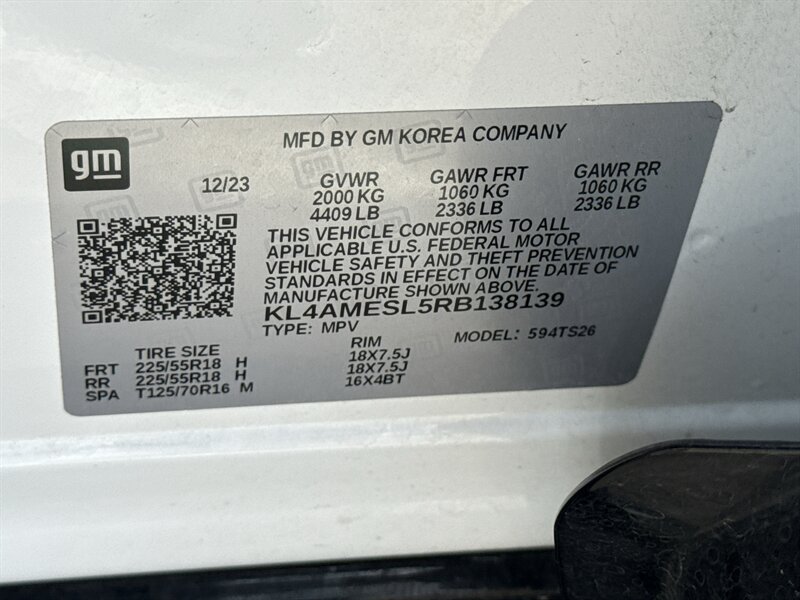 gm
MFD BY GM KOREA COMPANY
12/23 GVWR GAWR FRT GAWR RR
2000 KG 1060 KG 1060 KG
4409 LB 2336 LB 2336 LB
THIS VEHICLE CONFORMS TO ALL
APPLICABLE U.S. FEDERAL MOTOR
VEHICLE SAFETY AND THEFT PREVENTION
STANDARDS IN EFFECT ON THE DATE OF
MANUFACTURE SHOWN ABOVE.
KL4AMESL5RB138139
TYPE: MPV MODEL: 594TS26
TIRE SIZE RIM
FRT 225/55R18 H 18X7.5J
RR 225/55R18 H 18X7.5J
SPA T125/70R16 M 16X4BT